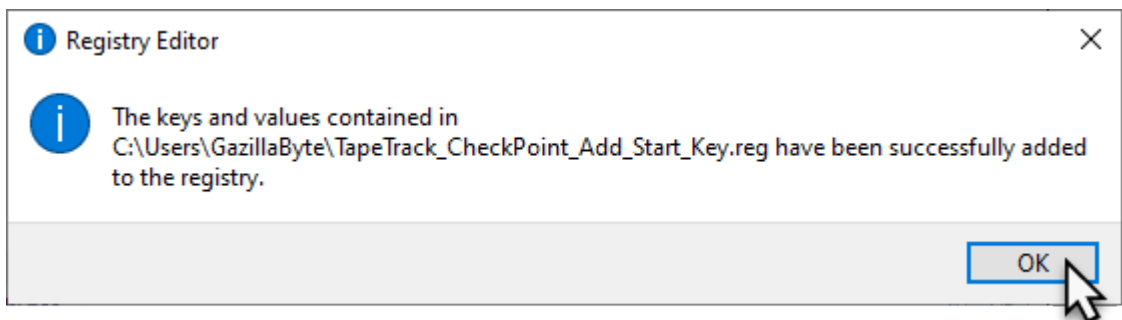 Registry Editor
The keys and values contained in
C:\Users\GazillaByte\TapeTrack_CheckPoint_Add_Start_Key.reg have been successfully added
to the registry.
OK